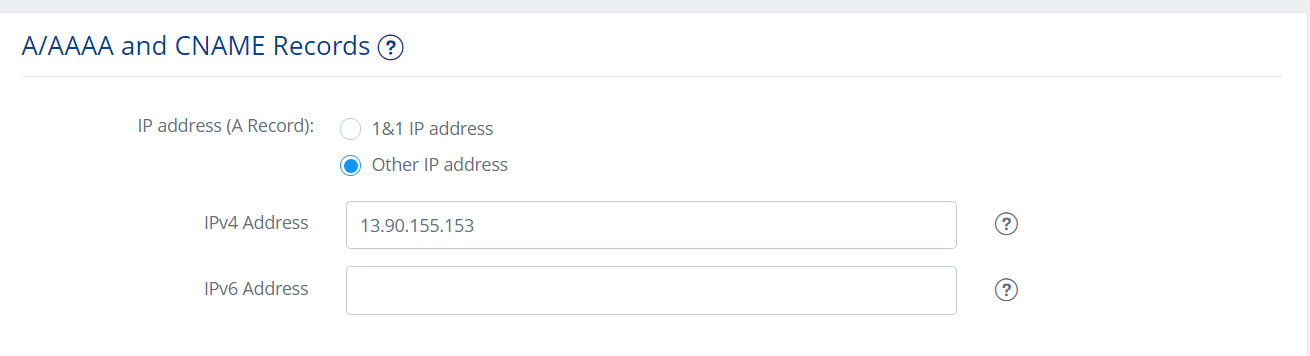 A/AAAA and CNAME Records ?
IP address (A Record):
1&1 IP address
Other IP address
IPv4 Address 13.90.155.153 ?
IPv6 Address ?